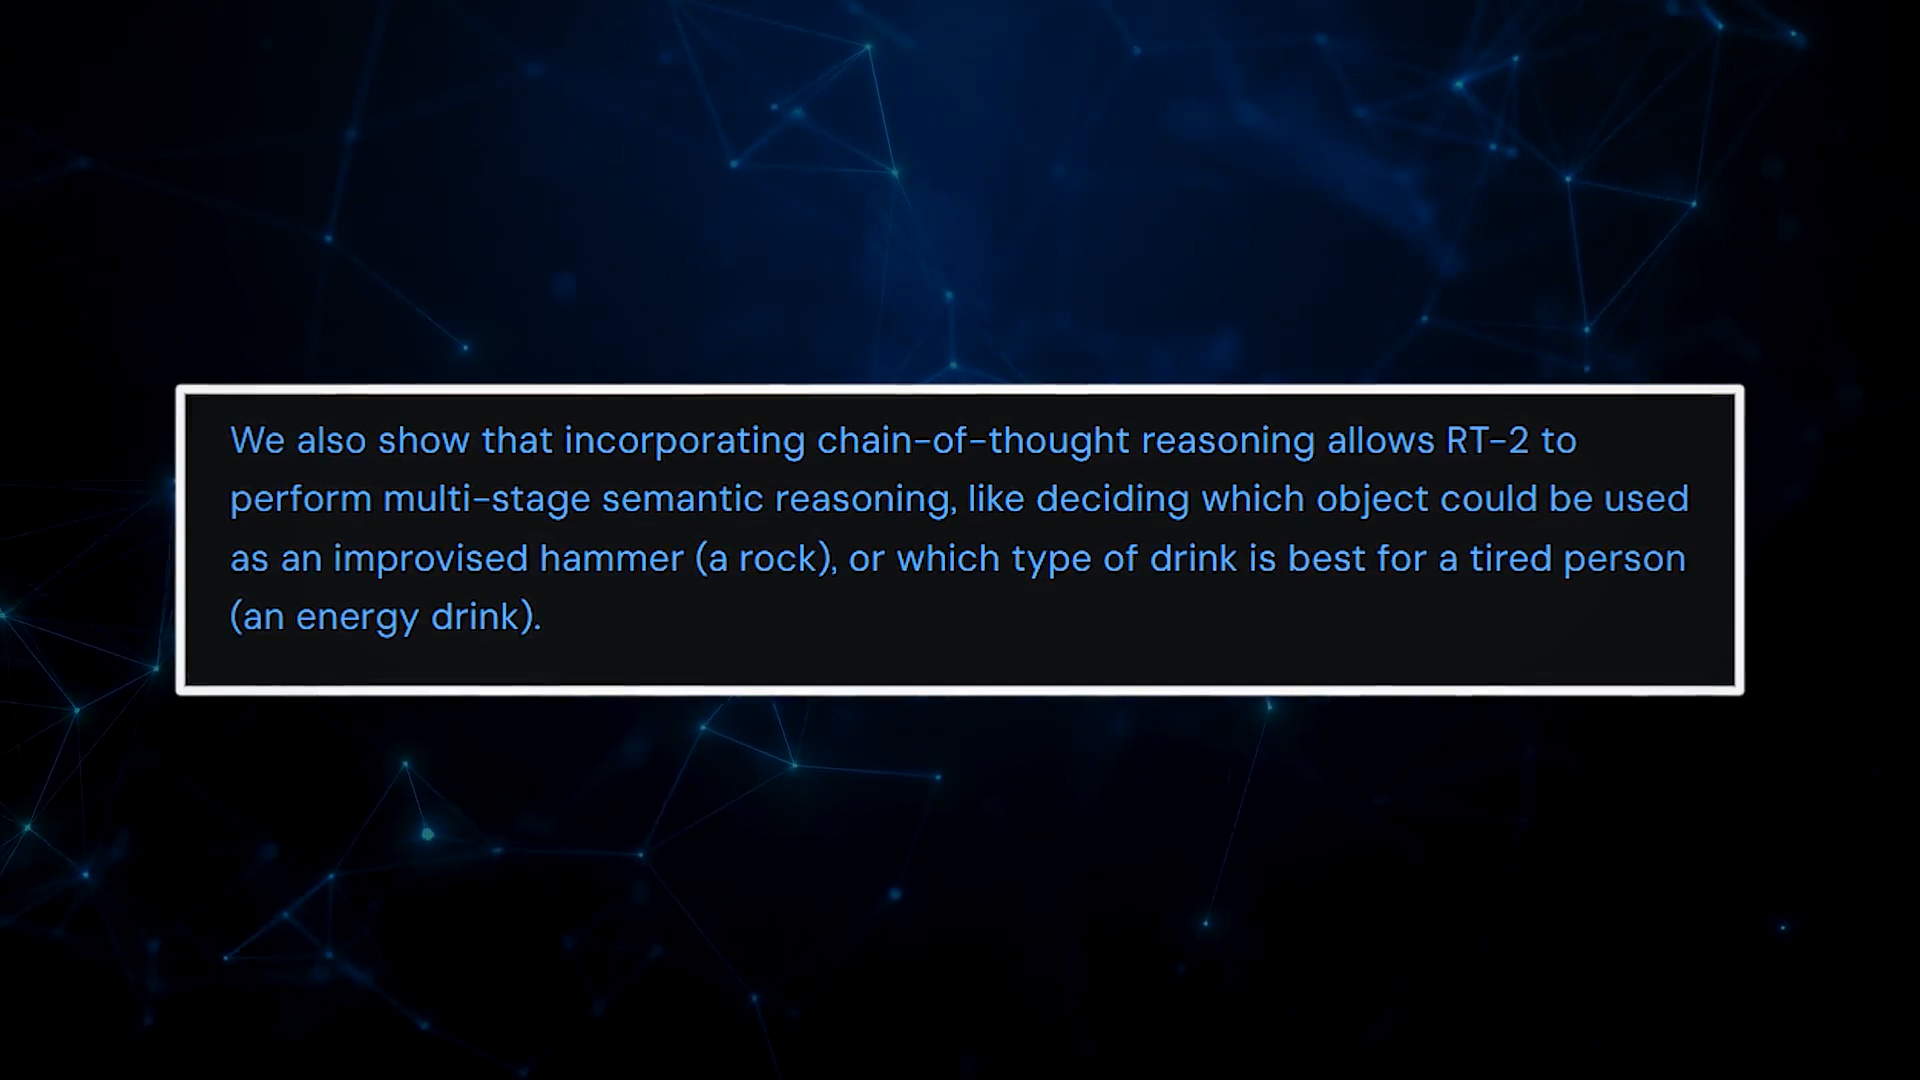 We also show that incorporating chain-of-thought reasoning allows RT-2 to
perform multi-stage semantic reasoning, like deciding which object could be used
as an improvised hammer (a rock), or which type of drink is best for a tired person
(an energy drink).